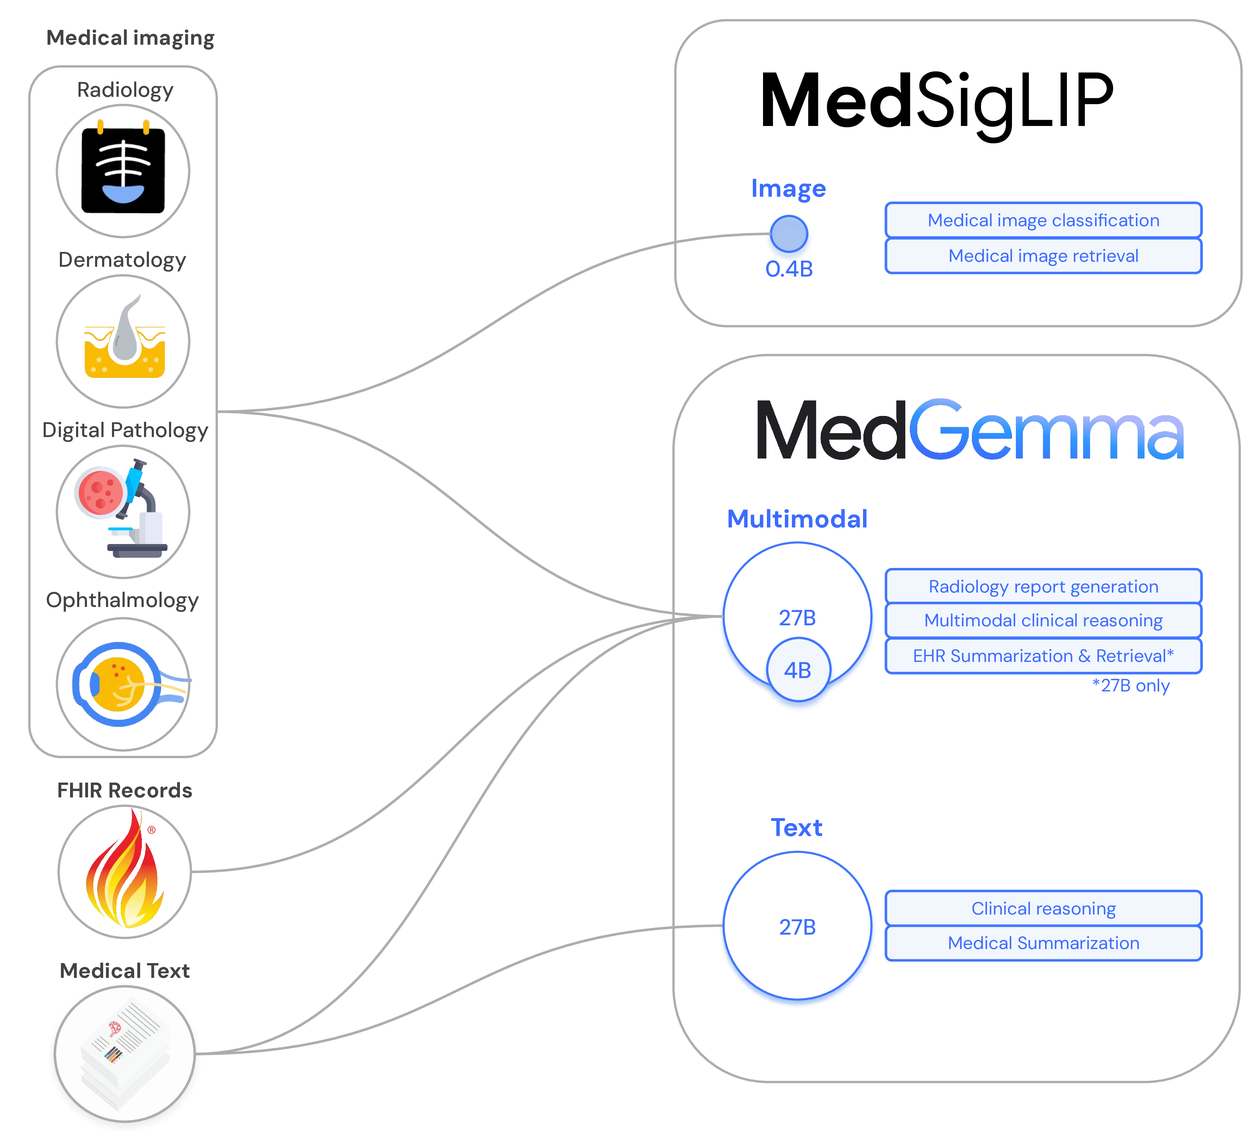 Medical imaging
Radiology
Dermatology
Digital Pathology
Ophthalmology
FHIR Records
®
Medical Text
MedSigLIP
Image
0.4B
Medical image classification
Medical image retrieval
MedGemma
Multimodal
27B
4B
Radiology report generation
Multimodal clinical reasoning
EHR Summarization & Retrieval*
*27B only
Text
27B
Clinical reasoning
Medical Summarization